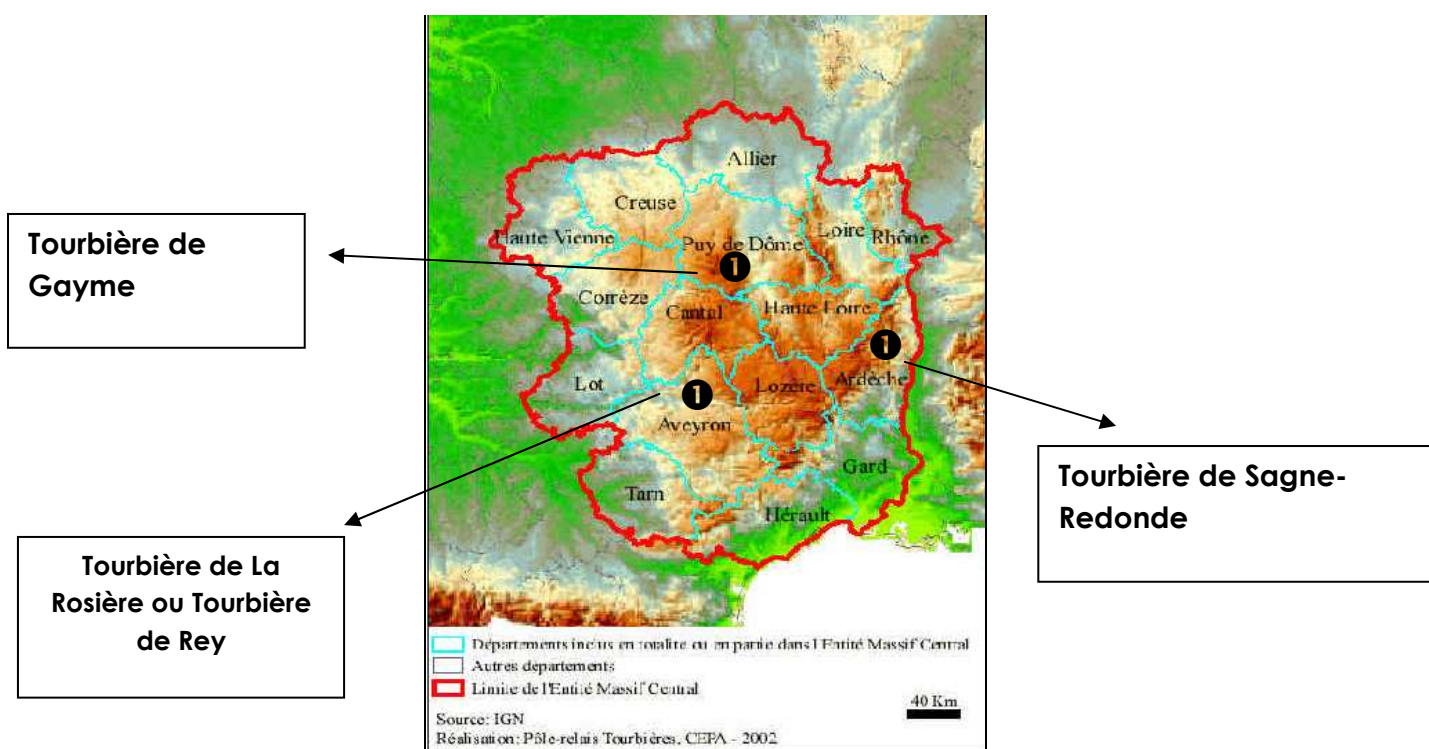 Tourbière de
Gayme
Tourbière de La
Rosière ou Tourbière
de Rey
Tourbière de Sagne-
Redonde
Allier
Creuse
Haute Vienne
Puy de Dôme
Loire
Rhône
Corrèze
Cantal
Haute Loire
Lot
Lozère
Ardèche
Aveyron
Gard
Tarn
Hérault
1
1
1
Départements inclus en totalité ou en partie dans l'Entité Massif Central
Autres départements
Limite de l'Entité Massif Central
40 Km
Source: IGN
Réalisation: Pôle-relais Tourbières, CEPA - 2002